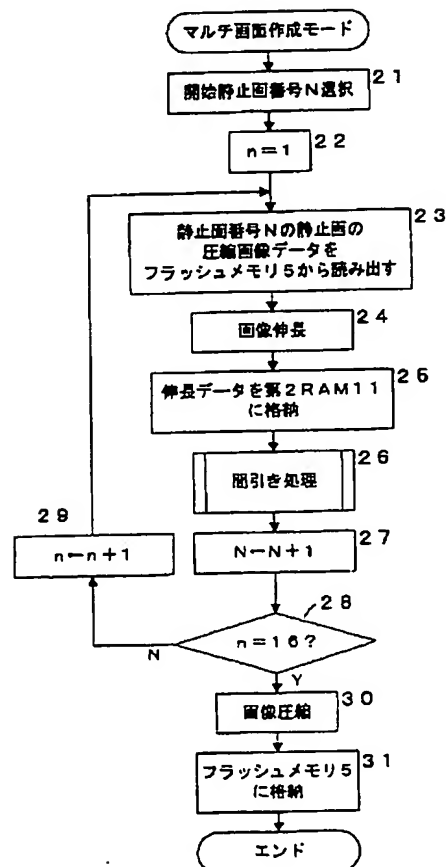 マルチ画面作成モード
21
開始静止画番号N選択
22
n=1
23
静止画番号Nの静止画の
圧縮画像データを
フラッシュメモリ5から読み出す
24
画像伸長
25
伸長データを第2RAM11
に格納
26
間引き処理
27
N←N+1
28
n=16?
N
29
n←n+1
Y
30
画像圧縮
31
フラッシュメモリ5
に格納
エンド